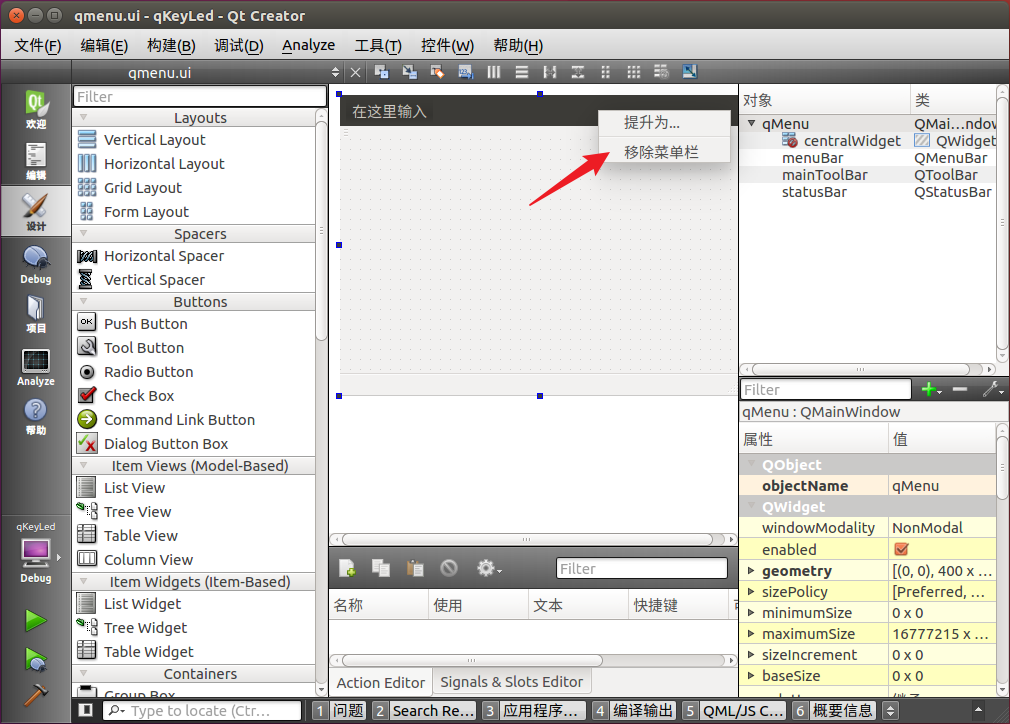 qmenu.ui - qKeyLed - Qt Creator
文件(F) 编辑(E) 构建(B) 调试(D) Analyze 工具(T) 控件(W) 帮助(H)
qmenu.ui
欢迎
编辑
设计
Debug
项目
Analyze
帮助
qKeyLed
Debug
Filter
Layouts
Vertical Layout
Horizontal Layout
Grid Layout
Form Layout
Spacers
Horizontal Spacer
Vertical Spacer
Buttons
OK Push Button
Tool Button
Radio Button
Check Box
Command Link Button
Dialog Button Box
Item Views (Model-Based)
List View
Tree View
Table View
Column View
Item Widgets (Item-Based)
List Widget
Tree Widget
Table Widget
Containers
Group Box
在这里输入
提升为...
移除菜单栏
Filter
名称 使用 文本 快捷键
Action Editor Signals & Slots Editor
对象 类
qMenu QMai...ndow
centralWidget QWidget
menuBar QMenuBar
mainToolBar QToolBar
statusBar QStatusBar
Filter
qMenu : QMainWindow
属性 值
QObject
objectName qMenu
QWidget
windowModality NonModal
enabled
geometry [(0, 0), 400 x ...
sizePolicy [Preferred, ...
minimumSize 0 x 0
maximumSize 16777215 x ...
sizeIncrement 0 x 0
baseSize 0 x 0
Type to locate (Ctr... 1 问题 2 Search Re... 3 应用程序... 4 编译输出 5 QML/JS C... 6 概要信息